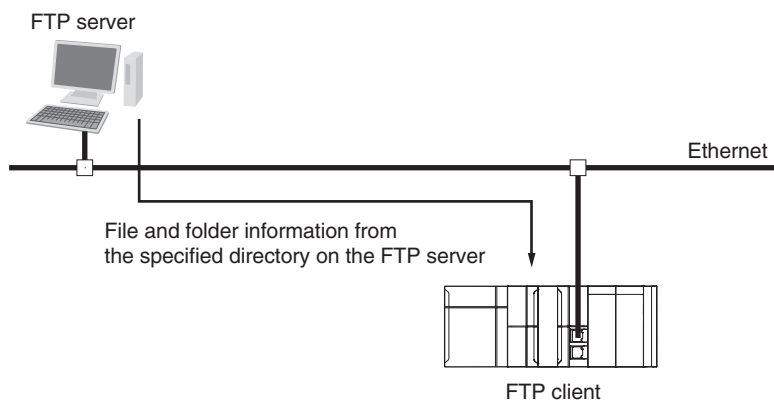 FTP server
Ethernet
File and folder information from
the specified directory on the FTP server
FTP client